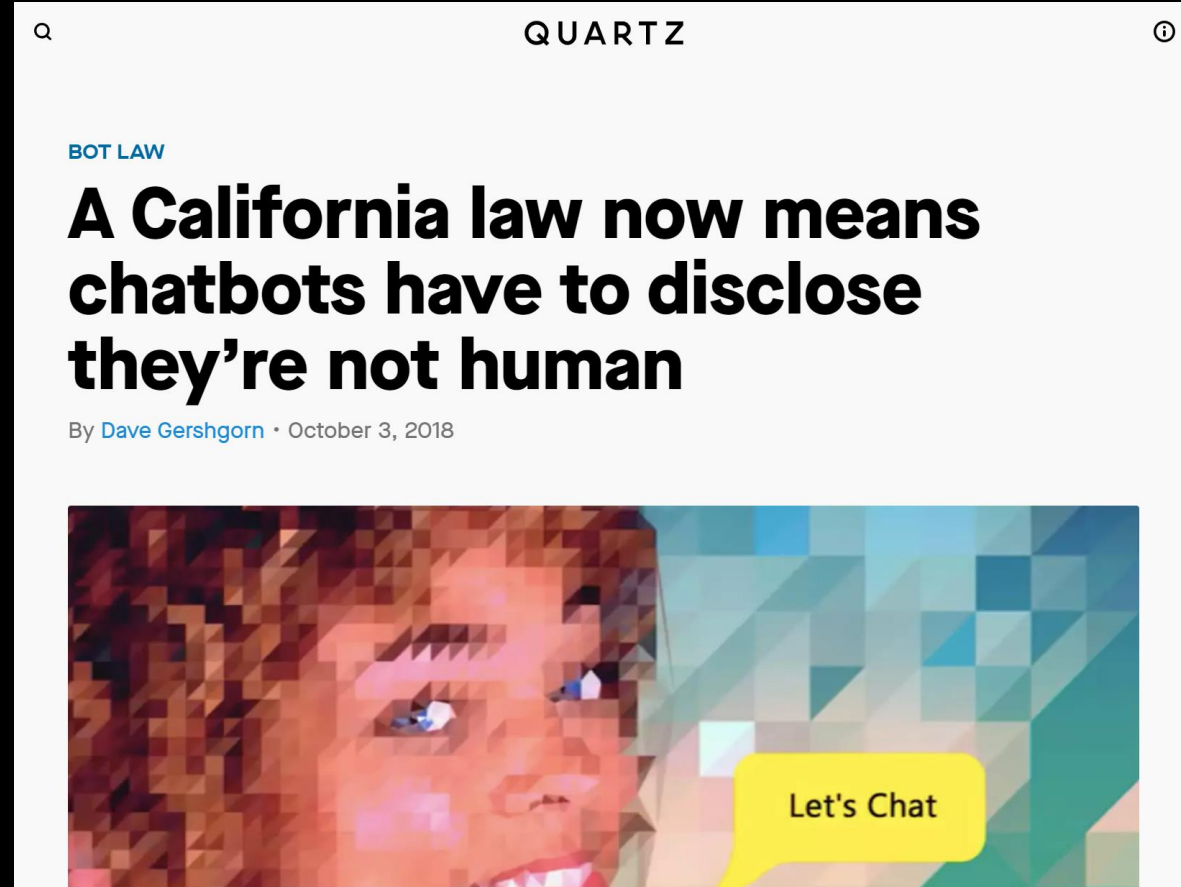 QUARTZ
BOT LAW
A California law now means
chatbots have to disclose
they’re not human
By Dave Gershgorn • October 3, 2018
Let's Chat